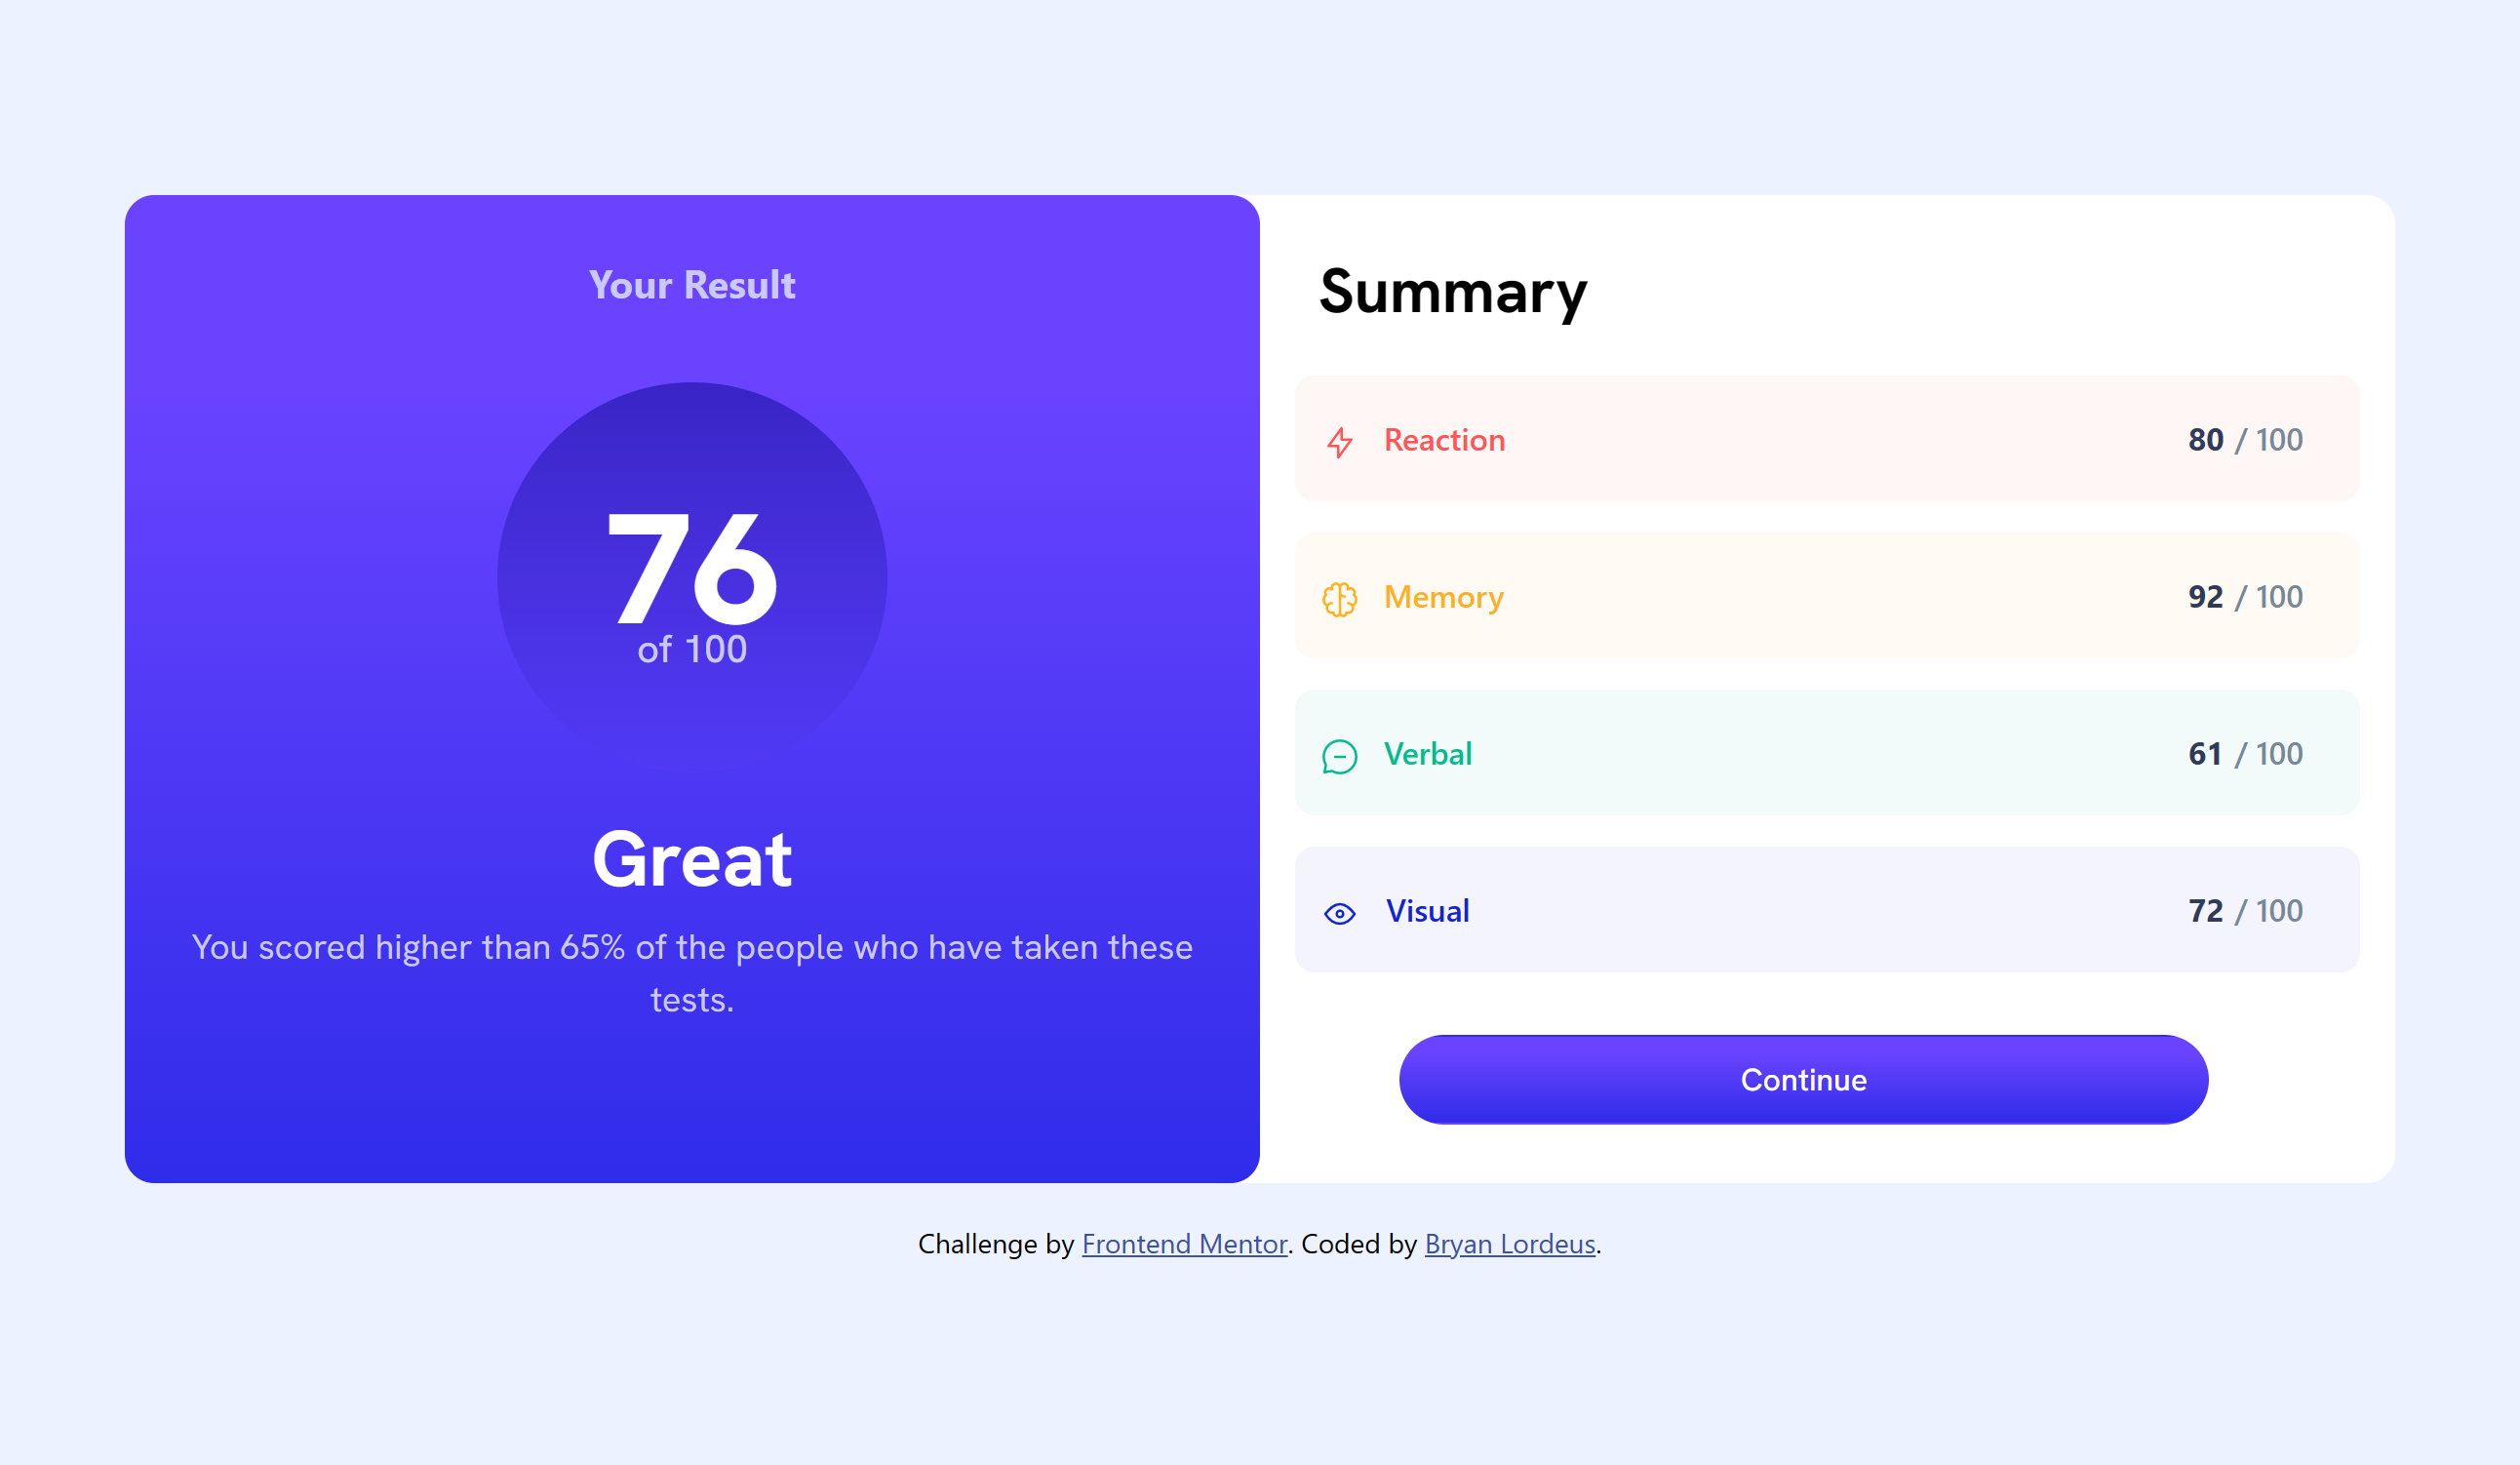 Your Result
76
of 100
Great
You scored higher than 65% of the people who have taken these
tests.
Summary
Reaction 80 / 100
Memory 92 / 100
Verbal 61 / 100
Visual 72 / 100
Continue
Challenge by Frontend Mentor. Coded by Bryan Lordeus.